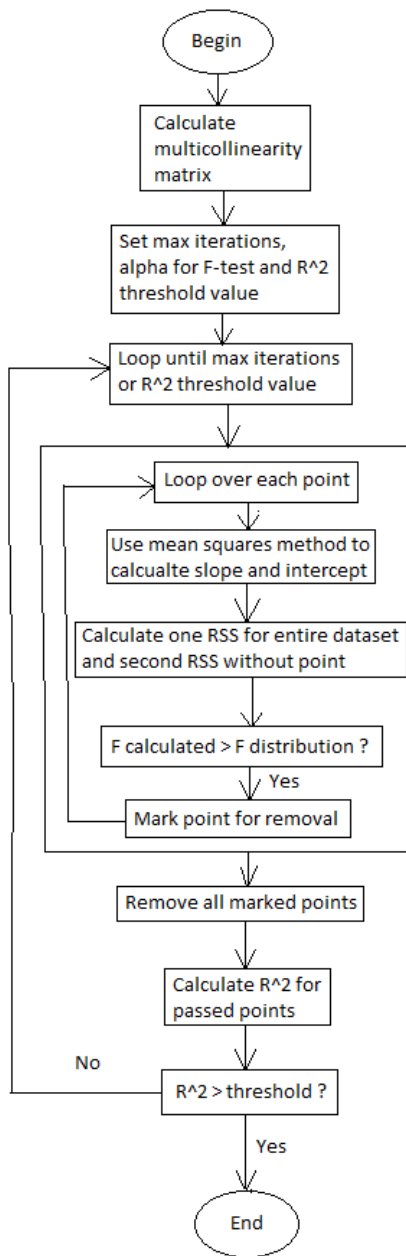 Begin
Calculate
multicollinearity
matrix
Set max iterations,
alpha for F-test and R^2
threshold value
Loop until max iterations
or R^2 threshold value
Loop over each point
Use mean squares method to
calcualte slope and intercept
Calculate one RSS for entire dataset
and second RSS without point
F calculated > F distribution ?
Yes
Mark point for removal
Remove all marked points
Calculate R^2 for
passed points
No
R^2 > threshold ?
Yes
End